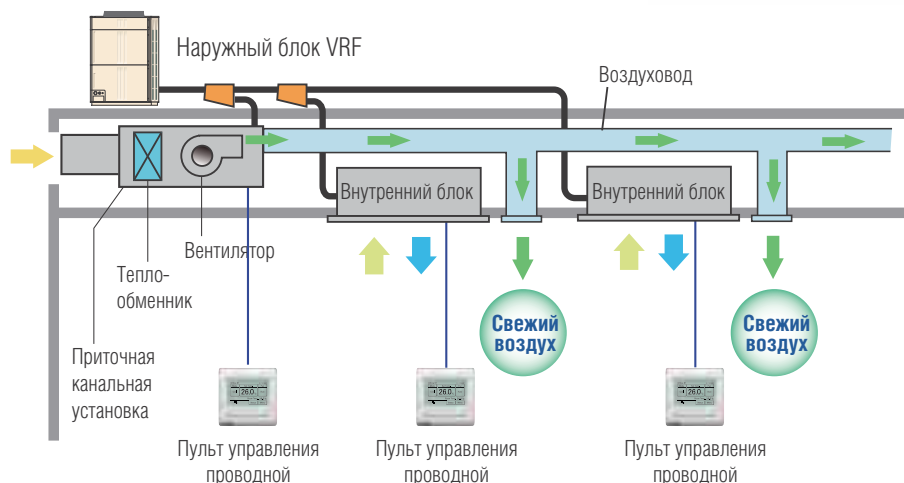 Наружный блок VRF
Воздуховод
Внутренний блок
Внутренний блок
Вентилятор
Тепло-
обменник
Приточная
канальная
установка
Свежий
воздух
Свежий
воздух
26.0
26.0
26.0
Пульт управления
проводной
Пульт управления
проводной
Пульт управления
проводной